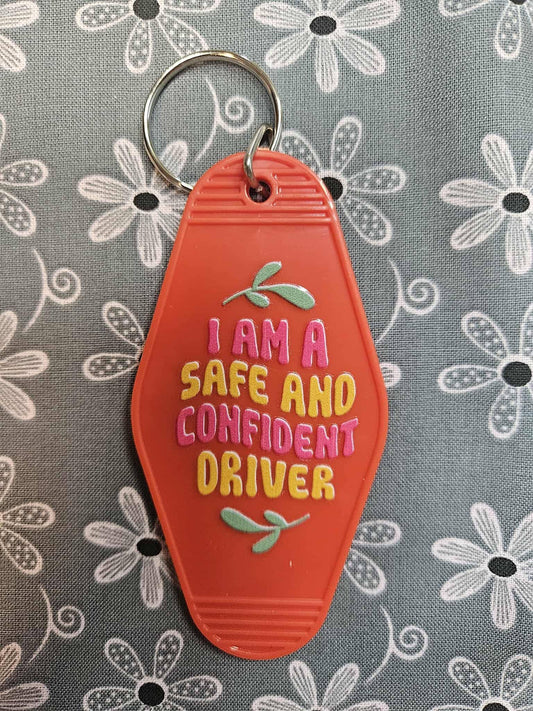 I AM A
SAFE AND
CONFIDENT
DRIVER